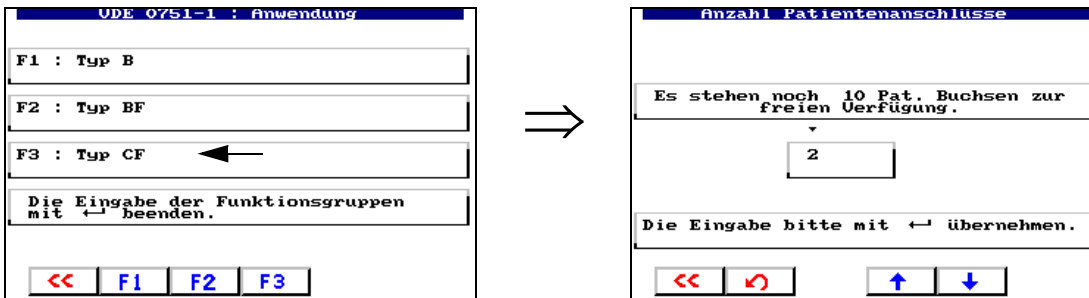 VDE 0751-1 : Anwendung
F1 : Typ B
F2 : Typ BF
F3 : Typ CF
Die Eingabe der Funktionsgruppen
mit ↵ beenden.
<< F1 F2 F3
Anzahl Patientenanschlüsse
Es stehen noch 10 Pat. Buchsen zur
freien Verfügung.
2
Die Eingabe bitte mit ↵ übernehmen.
<<